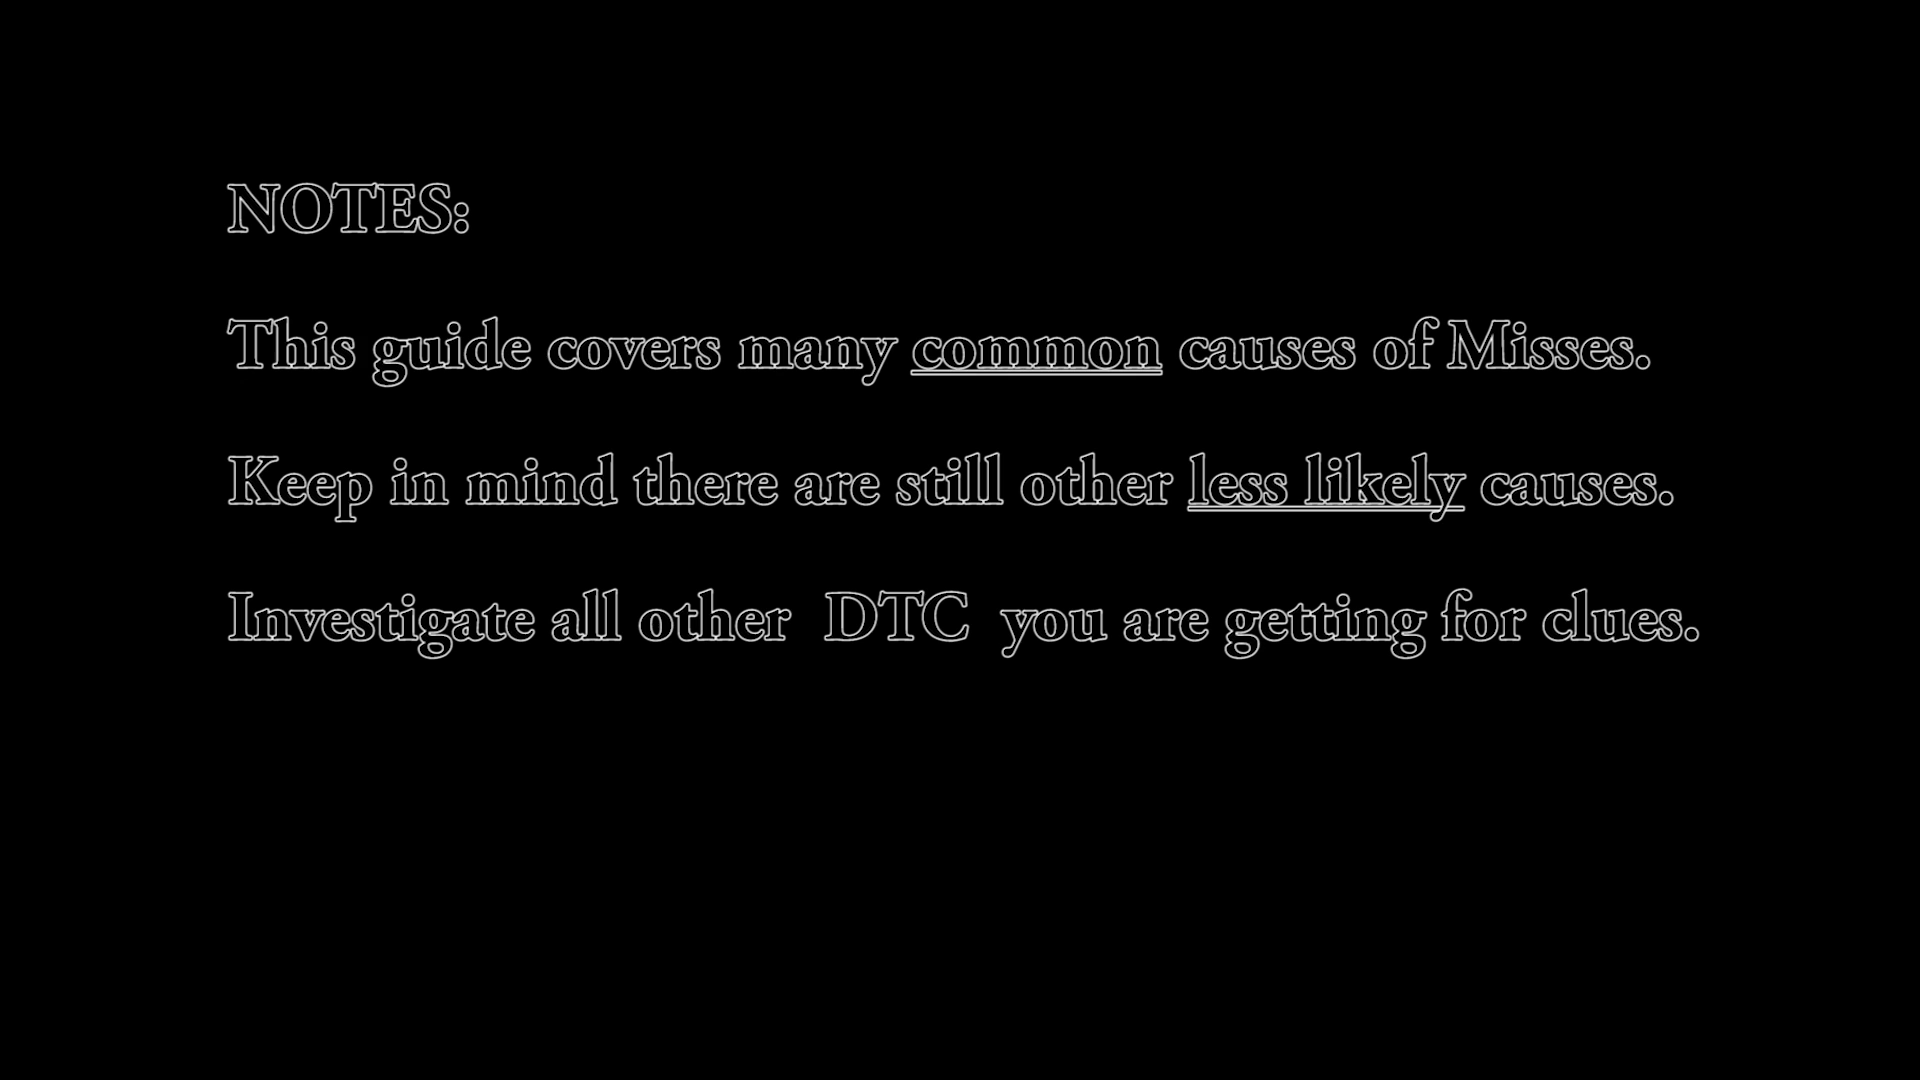 NOTES:
This guide covers many common causes of Misses.
Keep in mind there are still other less likely causes.
Investigate all other  DTC  you are getting for clues.